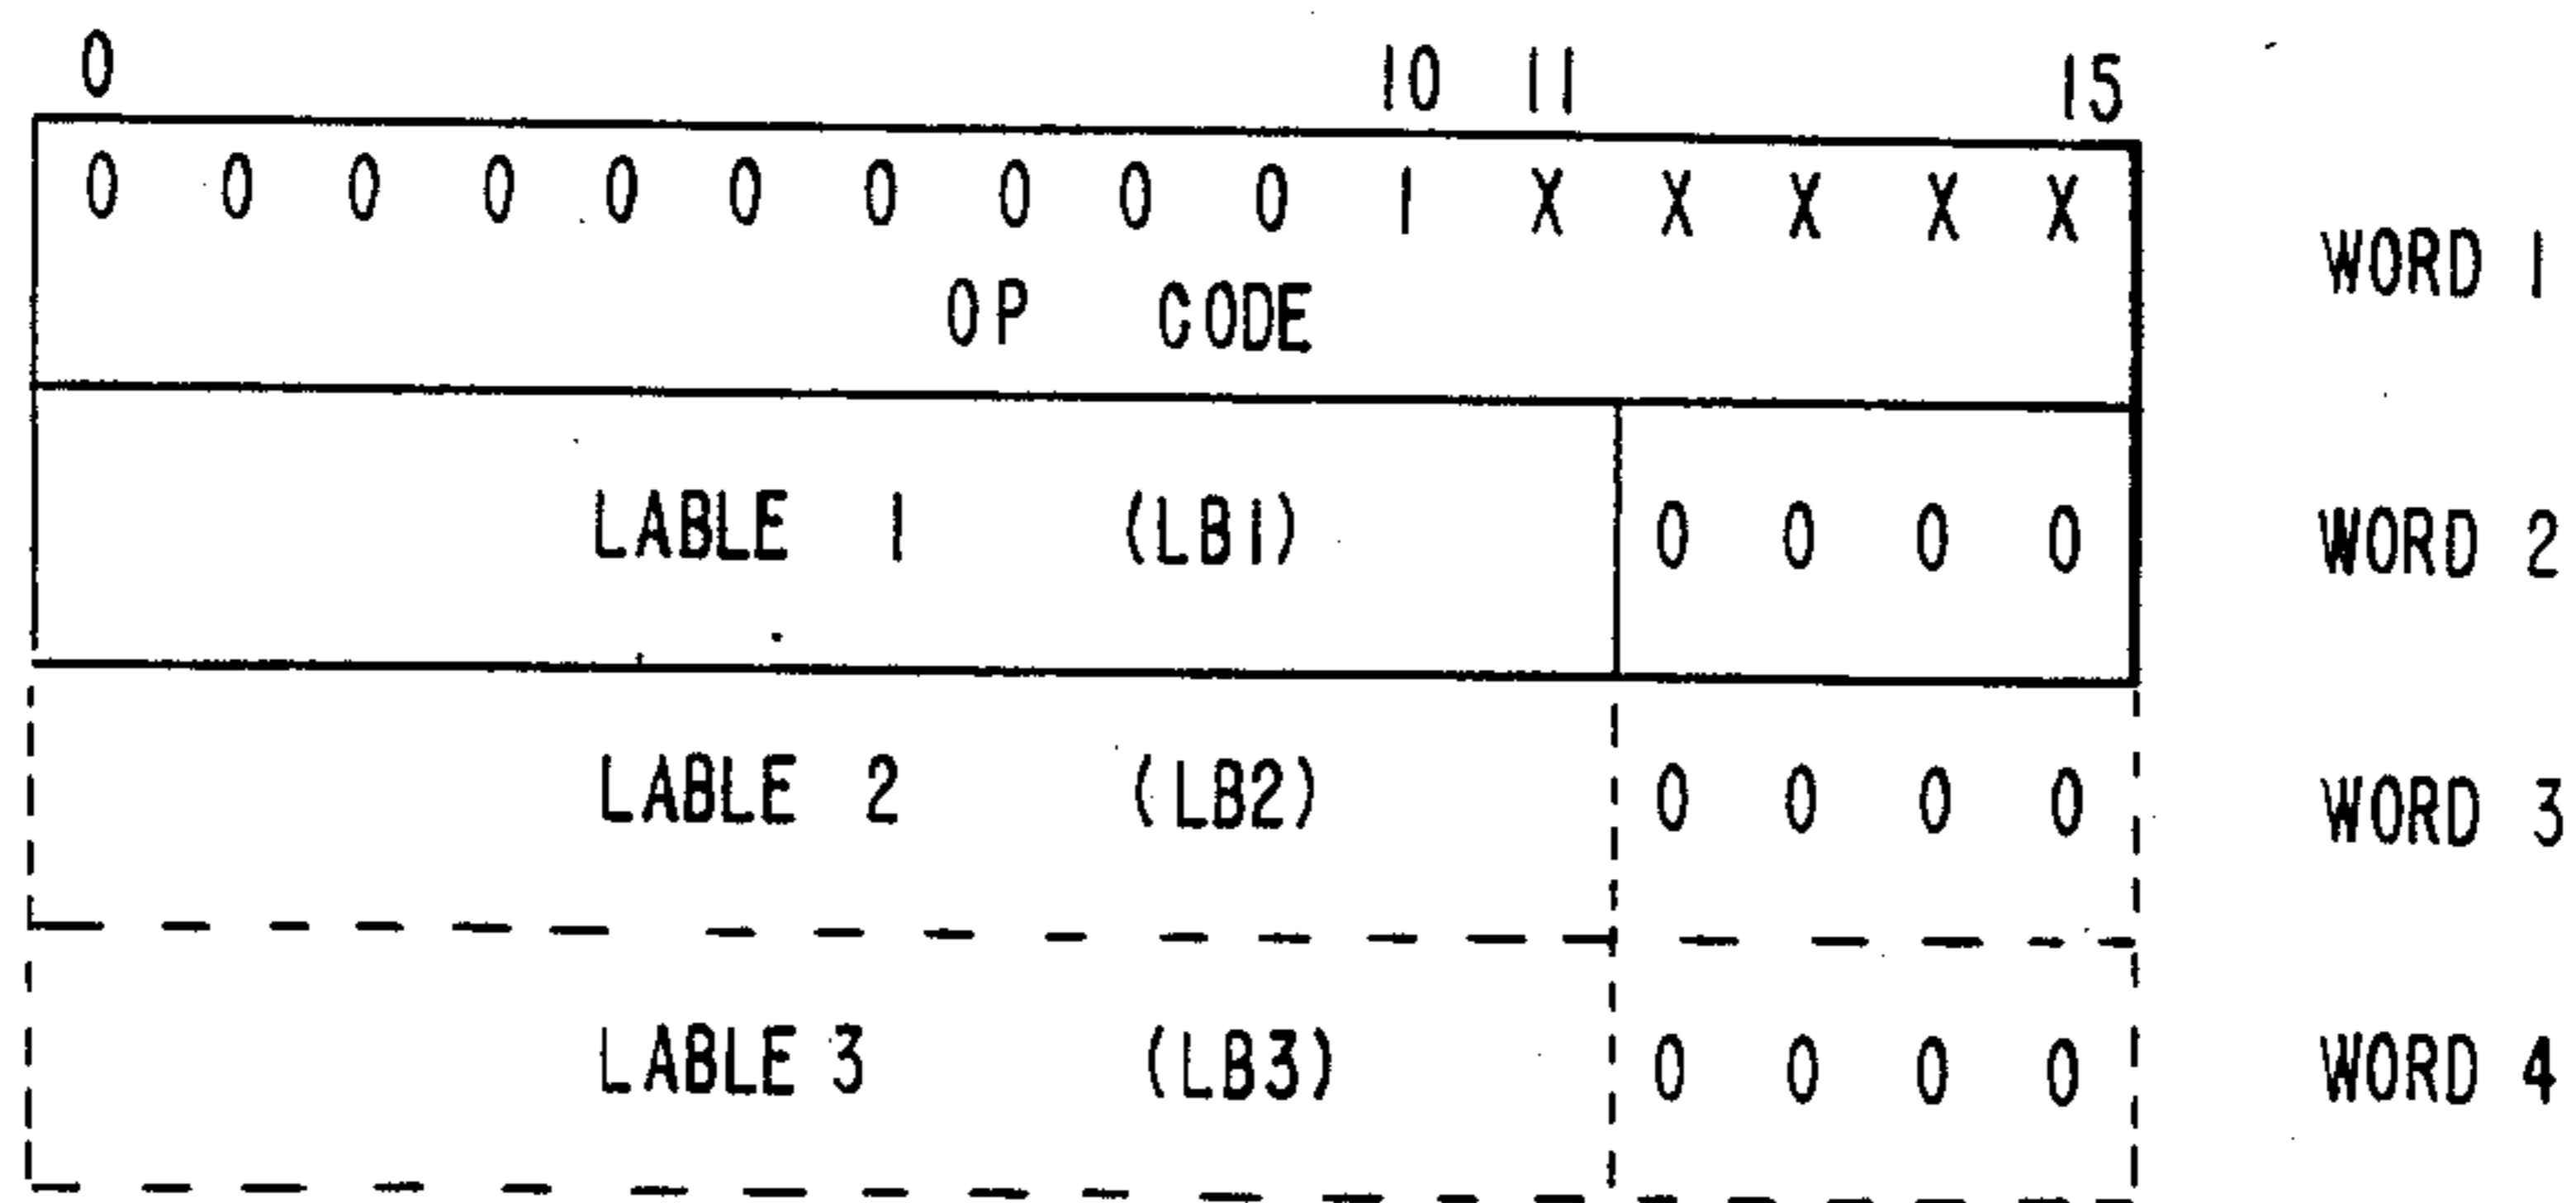 0 10 11 15
0 0 0 0 0 0 0 0 0 0 1 X X X X X WORD 1
OP CODE
LABLE 1 (LB1) 0 0 0 0 WORD 2
LABLE 2 (LB2) 0 0 0 0 WORD 3
LABLE 3 (LB3) 0 0 0 0 WORD 4